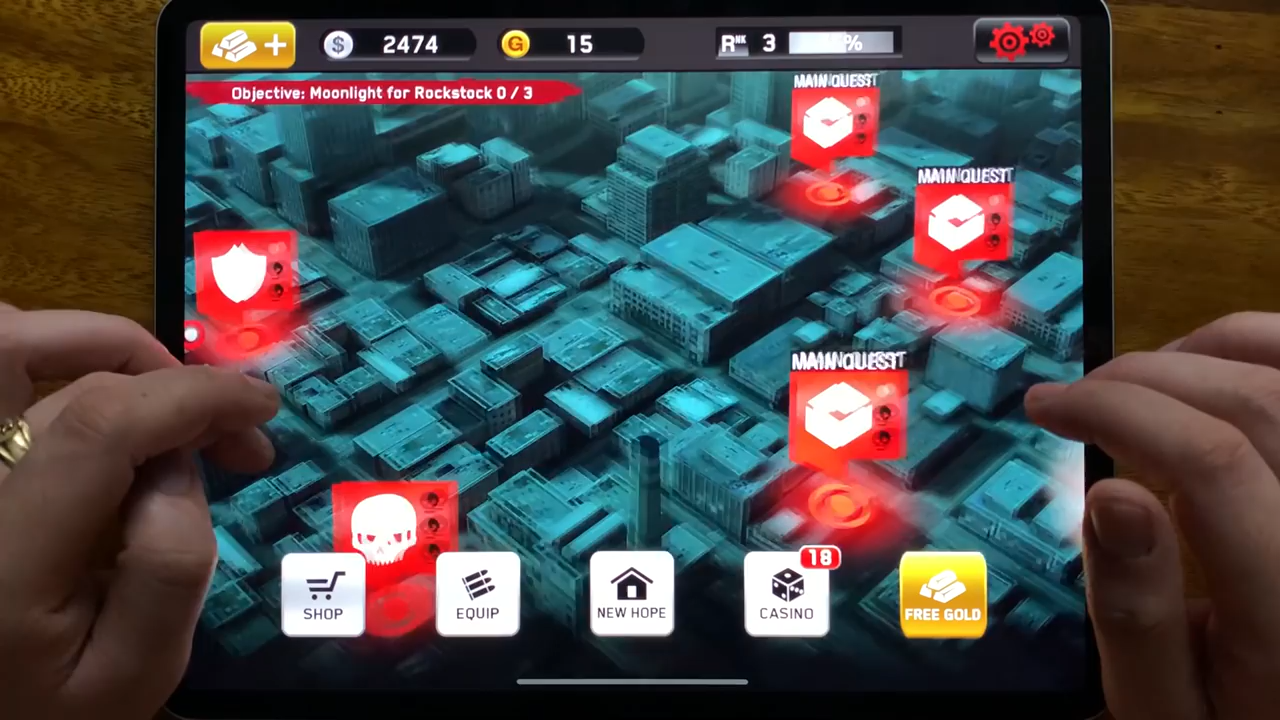 $ 2474
G 15
RNK 3
%
Objective: Moonlight for Rockstock 0 / 3
MAIN QUEST
MAIN QUEST
MAIN QUEST
18
SHOP
EQUIP
NEW HOPE
CASINO
FREE GOLD